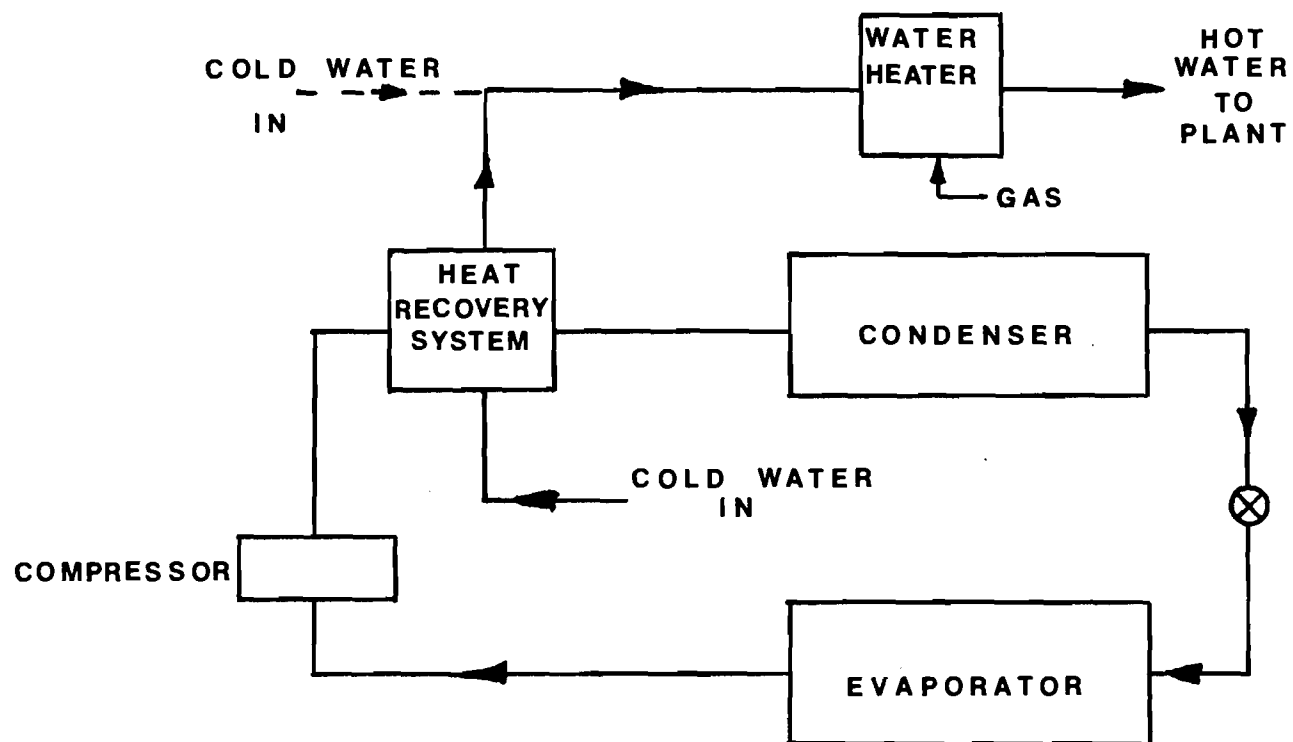 WATER
HEATER
HOT
WATER
TO
PLANT
COLD WATER
IN
GAS
HEAT
RECOVERY
SYSTEM
CONDENSER
COLD WATER
IN
COMPRESSOR
EVAPORATOR